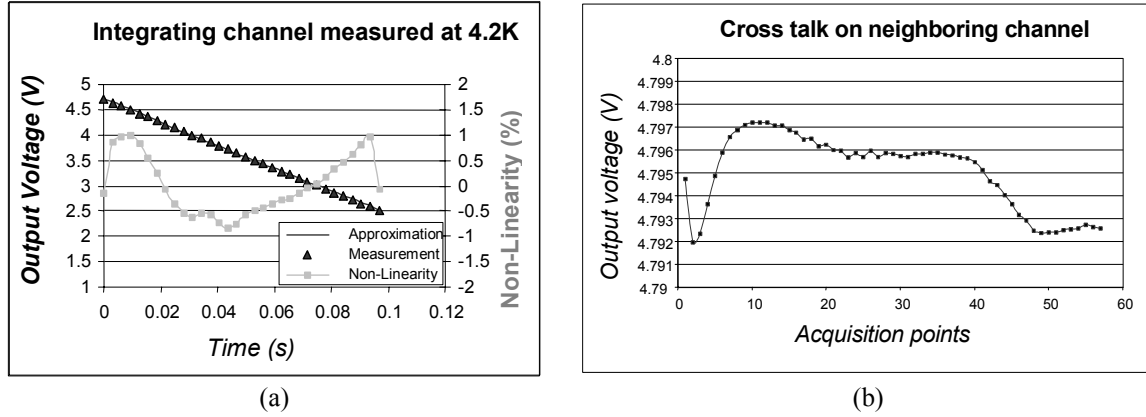 Integrating channel measured at 4.2K
Output Voltage (V)
5
4.5
4
3.5
3
2.5
2
1.5
1
2
1.5
1
0.5
0
-0.5
-1
-1.5
-2
Non-Linearity (%)
Approximation
Measurement
Non-Linearity
0 0.02 0.04 0.06 0.08 0.1 0.12
Time (s)
(a)
Cross talk on neighboring channel
Output voltage (V)
4.8
4.799
4.798
4.797
4.796
4.795
4.794
4.793
4.792
4.791
4.79
0 10 20 30 40 50 60
Acquisition points
(b)